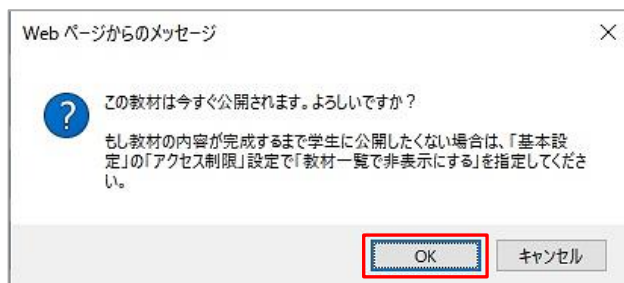 Web ページからのメッセージ
この教材は今すぐ公開されます。よろしいですか？
もし教材の内容が完成するまで学生に公開したくない場合は、「基本設
定」の「アクセス制限」設定で「教材一覧で非表示にする」を指定してくださ
い。
OK
キャンセル